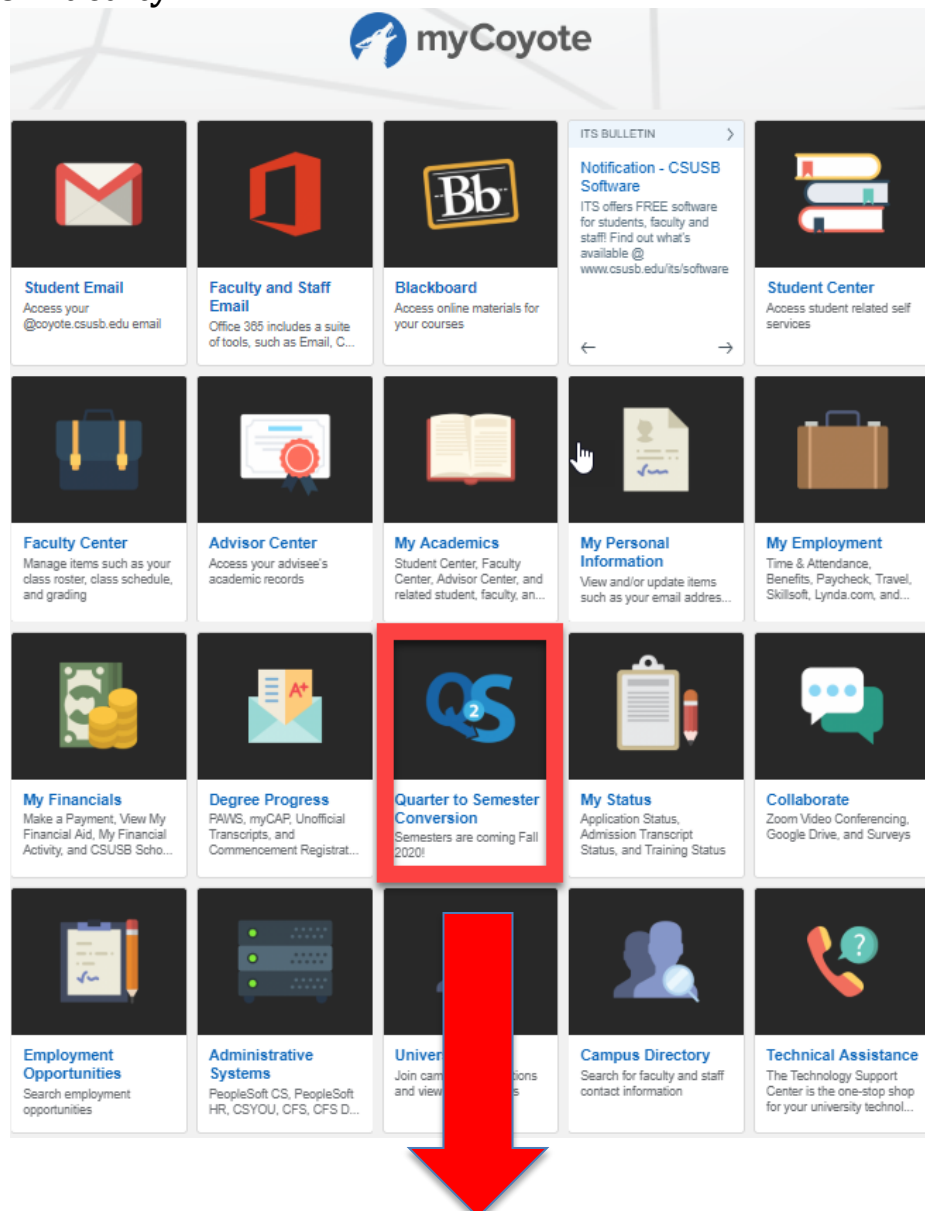 myCoyote
Student Email
Access your
@coyote.csusb.edu email
Faculty and Staff
Email
Office 365 includes a suite
of tools, such as Email, C...
Bb
Blackboard
Access online materials for
your courses
ITS BULLETIN >
Notification - CSUSB
Software
ITS offers FREE software
for students, faculty and
staff! Find out what's
available @
www.csusb.edu/its/software
← →
Student Center
Access student related self
services
Faculty Center
Manage items such as your
class roster, class schedule,
and grading
Advisor Center
Access your advisee's
academic records
My Academics
Student Center, Faculty
Center, Advisor Center, and
related student, faculty, an...
My Personal
Information
View and/or update items
such as your email addres...
My Employment
Time & Attendance,
Benefits, Paycheck, Travel,
Skillsoft, Lynda.com, and...
My Financials
Make a Payment, View My
Financial Aid, My Financial
Activity, and CSUSB Scho...
A+
Degree Progress
PAWS, myCAP, Unofficial
Transcripts, and
Commencement Registrat...
Q2S
Quarter to Semester
Conversion
Semesters are coming Fall
2020!
My Status
Application Status,
Admission Transcript
Status, and Training Status
Collaborate
Zoom Video Conferencing,
Google Drive, and Surveys
Employment
Opportunities
Search employment
opportunities
Administrative
Systems
PeopleSoft CS, PeopleSoft
HR, CSYOU, CFS, CFS D...
Join
and view
Campus Directory
Search for faculty and staff
contact information
?
Technical Assistance
The Technology Support
Center is the one-stop shop
for your university technol...